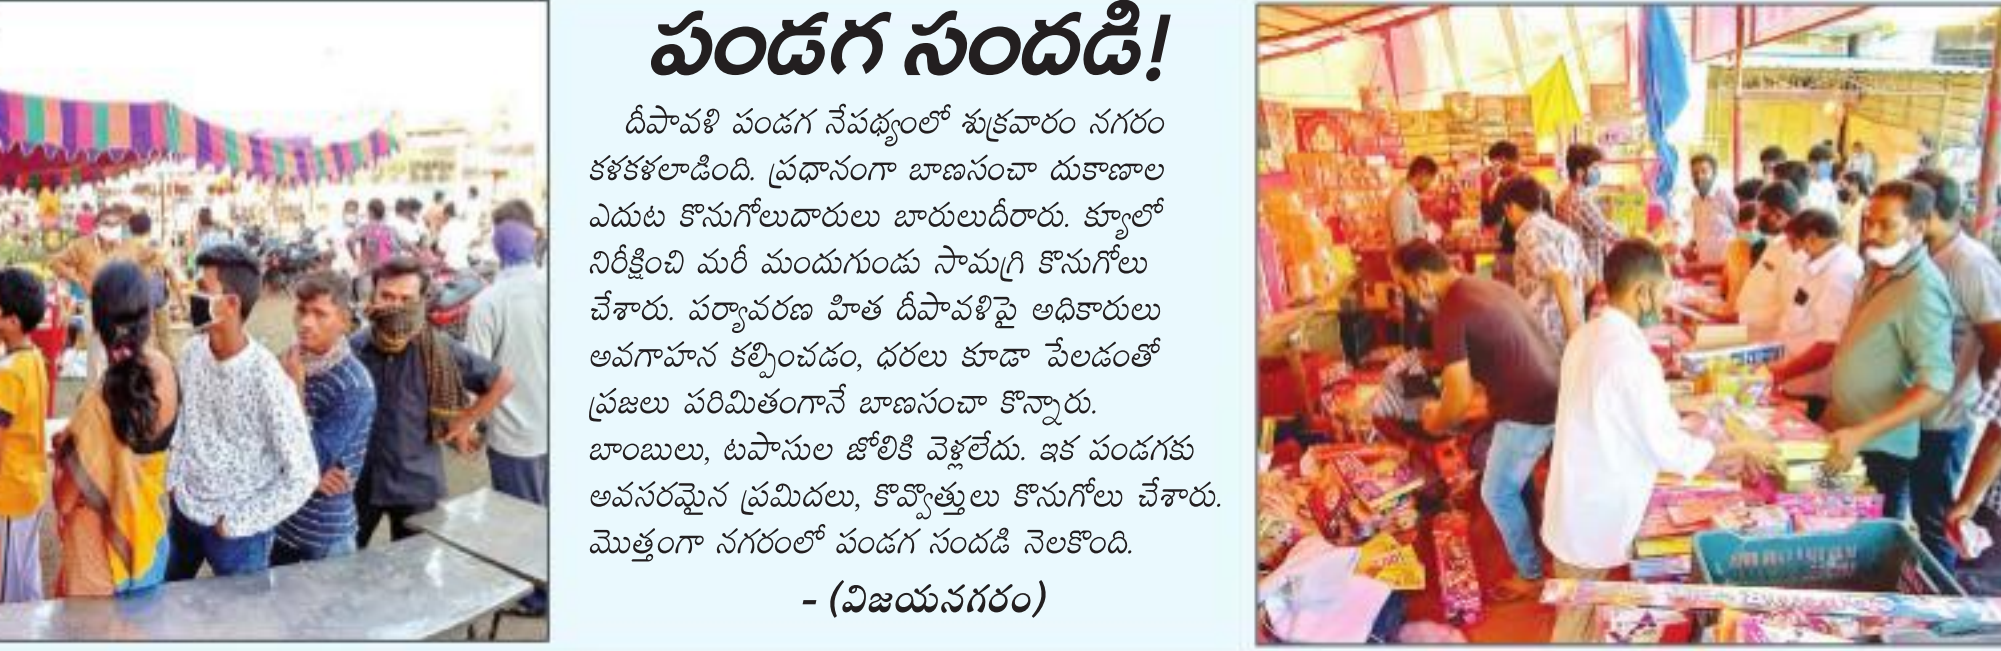 పండగ సందడి!
దీపావళి పండగ నేపథ్యంలో శుక్రవారం నగరం
కళకళలాడింది. ప్రధానంగా బాణసంచా దుకాణాల
ఎదుట కొనుగోలుదారులు బారులుదీరారు. క్యూలో
నిరీక్షించి మరీ మందుగుండు సామగ్రి కొనుగోలు
చేశారు. పర్యావరణ హిత దీపావళిపై అధికారులు
అవగాహన కల్పించడం, ధరలు కూడా పేలడంతో
ప్రజలు పరిమితంగానే బాణసంచా కొన్నారు.
బాంబులు, టపాసుల జోలికి వెళ్లలేదు. ఇక పండగకు
అవసరమైన ప్రమిదలు, కొవ్వొత్తులు కొనుగోలు చేశారు.
మొత్తంగా నగరంలో పండగ సందడి నెలకొంది.
- (విజయనగరం)